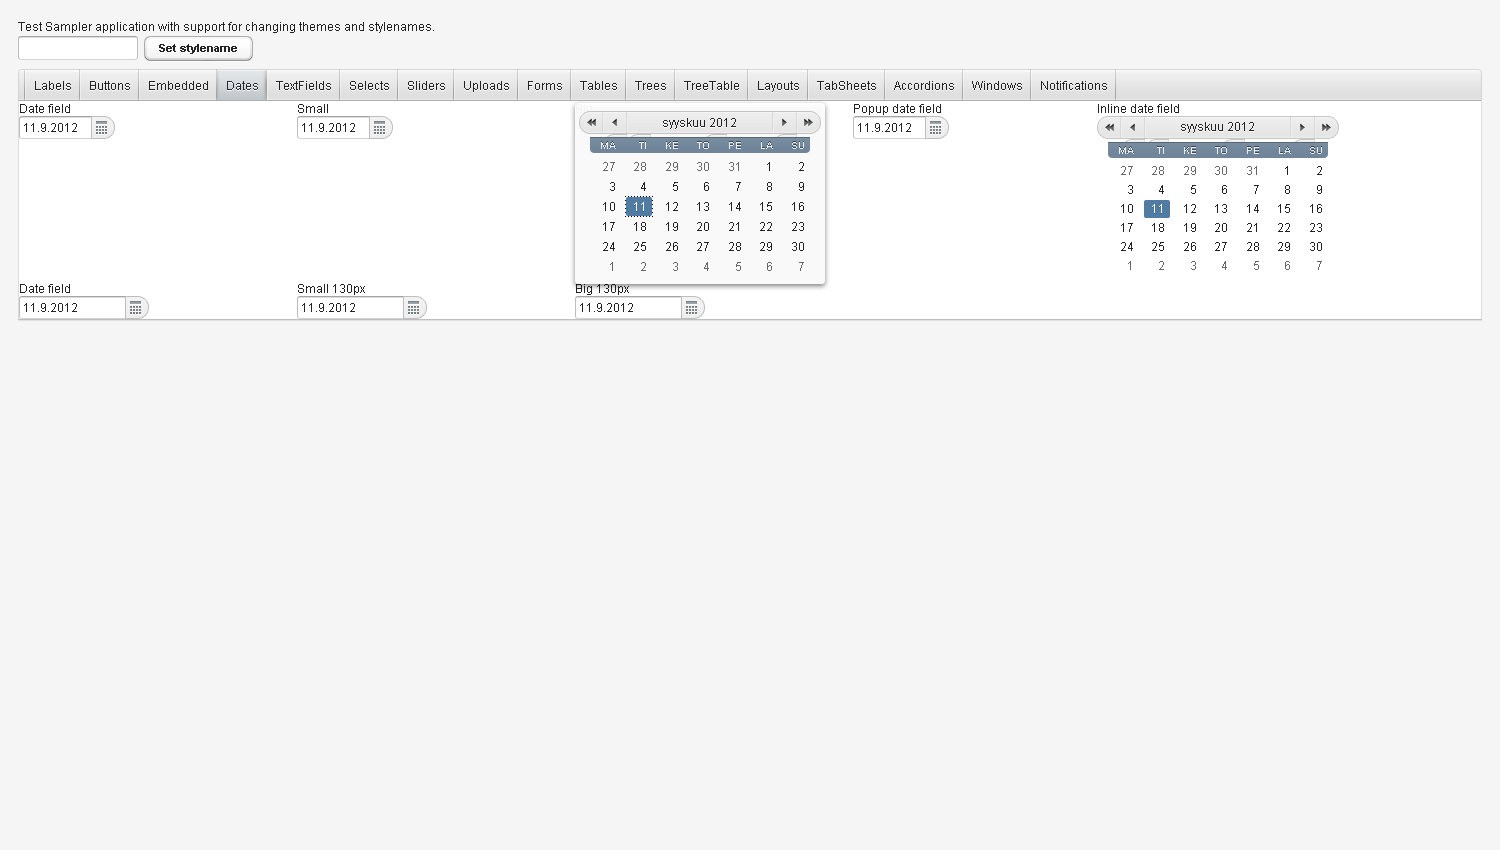 Test Sampler application with support for changing themes and stylenames.
Set stylename
Labels Buttons Embedded Dates TextFields Selects Sliders Uploads Forms Tables Trees TreeTable Layouts TabSheets Accordions Windows Notifications
Date field
11.9.2012
Small
11.9.2012
syyskuu 2012
MA TI KE TO PE LA SU
27 28 29 30 31 1 2
3 4 5 6 7 8 9
10 11 12 13 14 15 16
17 18 19 20 21 22 23
24 25 26 27 28 29 30
1 2 3 4 5 6 7
Popup date field
11.9.2012
Inline date field
syyskuu 2012
MA TI KE TO PE LA SU
27 28 29 30 31 1 2
3 4 5 6 7 8 9
10 11 12 13 14 15 16
17 18 19 20 21 22 23
24 25 26 27 28 29 30
1 2 3 4 5 6 7
Date field
11.9.2012
Small 130px
11.9.2012
Big 130px
11.9.2012